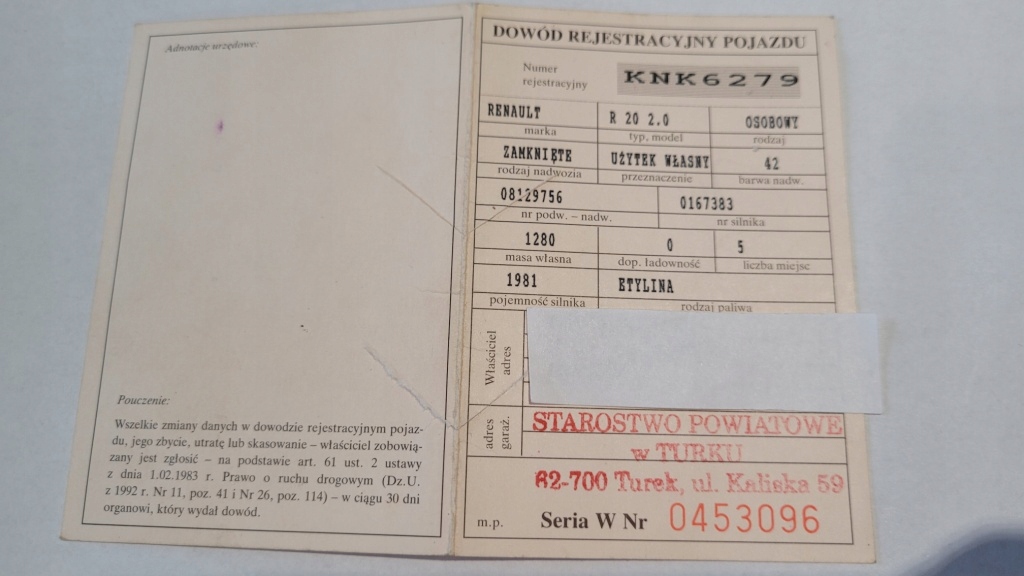 Adnotacje urzędowe:
Pouczenie:
Wszelkie zmiany danych w dowodzie rejestracyjnym pojaz-
du, jego zbycie, utratę lub skasowanie – właściciel zobowią-
zany jest zgłosić – na podstawie art. 61 ust. 2 ustawy
z dnia 1.02.1983 r. Prawo o ruchu drogowym (Dz.U.
z 1992 r. Nr 11, poz. 41 i Nr 26, poz. 114) – w ciągu 30 dni
organowi, który wydał dowód.
DOWÓD REJESTRACYJNY POJAZDU
Numer
rejestracyjny
KNK6279
RENAULT R 20 2.0 OSOBOWY
marka typ, model rodzaj
ZAMKNIĘTE UŻYTEK WŁASNY 42
rodzaj nadwozia przeznaczenie barwa nadw.
08129756 0167383
nr podw. – nadw. nr silnika
1280 0 5
masa własna dop. ładowność liczba miejsc
1981 ETYLINA
pojemność silnika rodzaj paliwa
Właściciel
adres
adres
garaż.
STAROSTWO POWIATOWE
w TURKU
62-700 Turek, ul. Kaliska 59
m.p. Seria W Nr 0453096